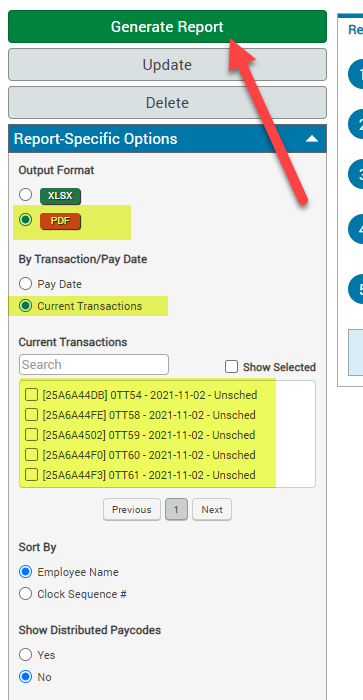 Generate Report
Re
Update
Delete
Report-Specific Options
Output Format
XLSX
PDF
By Transaction/Pay Date
Pay Date
Current Transactions
Current Transactions
Search
Show Selected
[25A6A44DB] 0TT54 - 2021-11-02 - Unsched
[25A6A44FE] 0TT58 - 2021-11-02 - Unsched
[25A6A4502] 0TT59 - 2021-11-02 - Unsched
[25A6A44F0] 0TT60 - 2021-11-02 - Unsched
[25A6A44F3] 0TT61 - 2021-11-02 - Unsched
Previous 1 Next
Sort By
Employee Name
Clock Sequence #
Show Distributed Paycodes
Yes
No
1
2
3
4
5